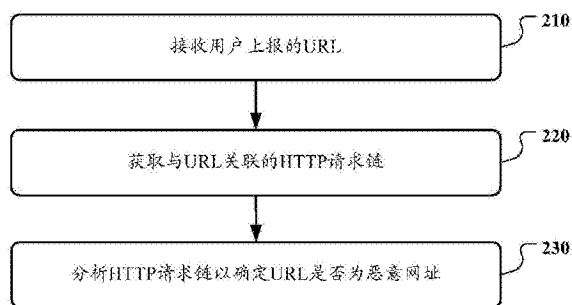 210
接收用户上报的URL
220
获取与URL关联的HTTP请求链
230
分析HTTP请求链以确定URL是否为恶意网址